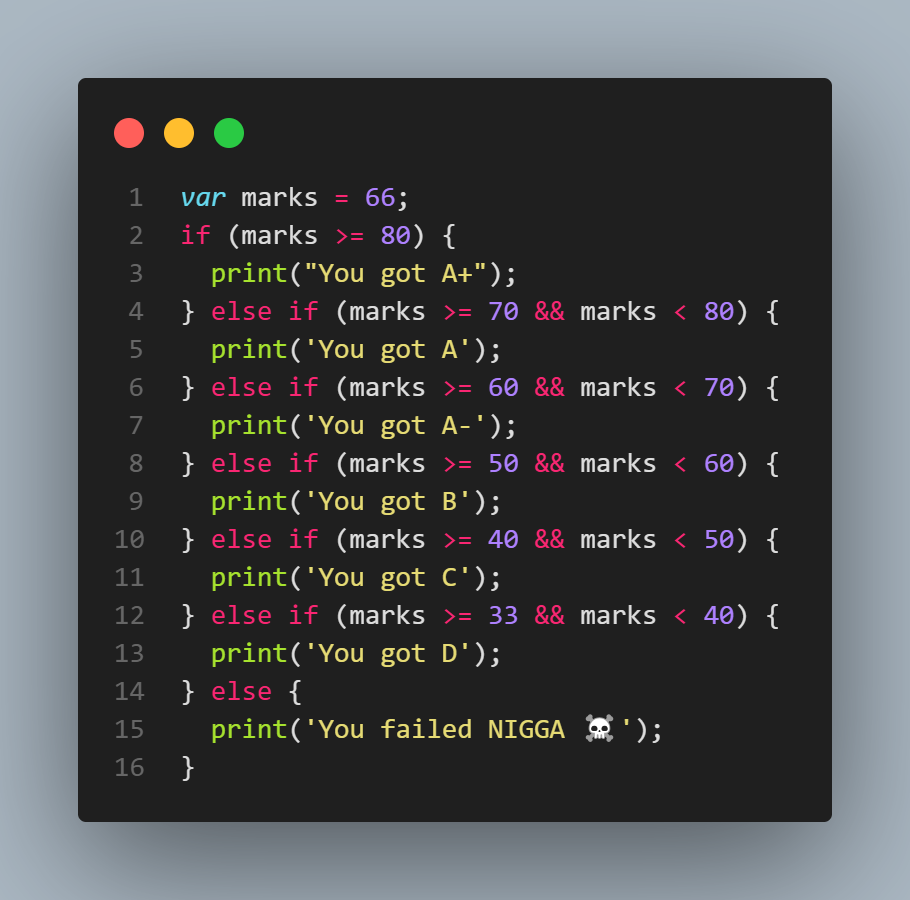 1 var marks = 66;
2 if (marks >= 80) {
3   print("You got A+");
4 } else if (marks >= 70 && marks < 80) {
5   print('You got A');
6 } else if (marks >= 60 && marks < 70) {
7   print('You got A-');
8 } else if (marks >= 50 && marks < 60) {
9   print('You got B');
10 } else if (marks >= 40 && marks < 50) {
11   print('You got C');
12 } else if (marks >= 33 && marks < 40) {
13   print('You got D');
14 } else {
15   print('You failed NIGGA ☠️');
16 }